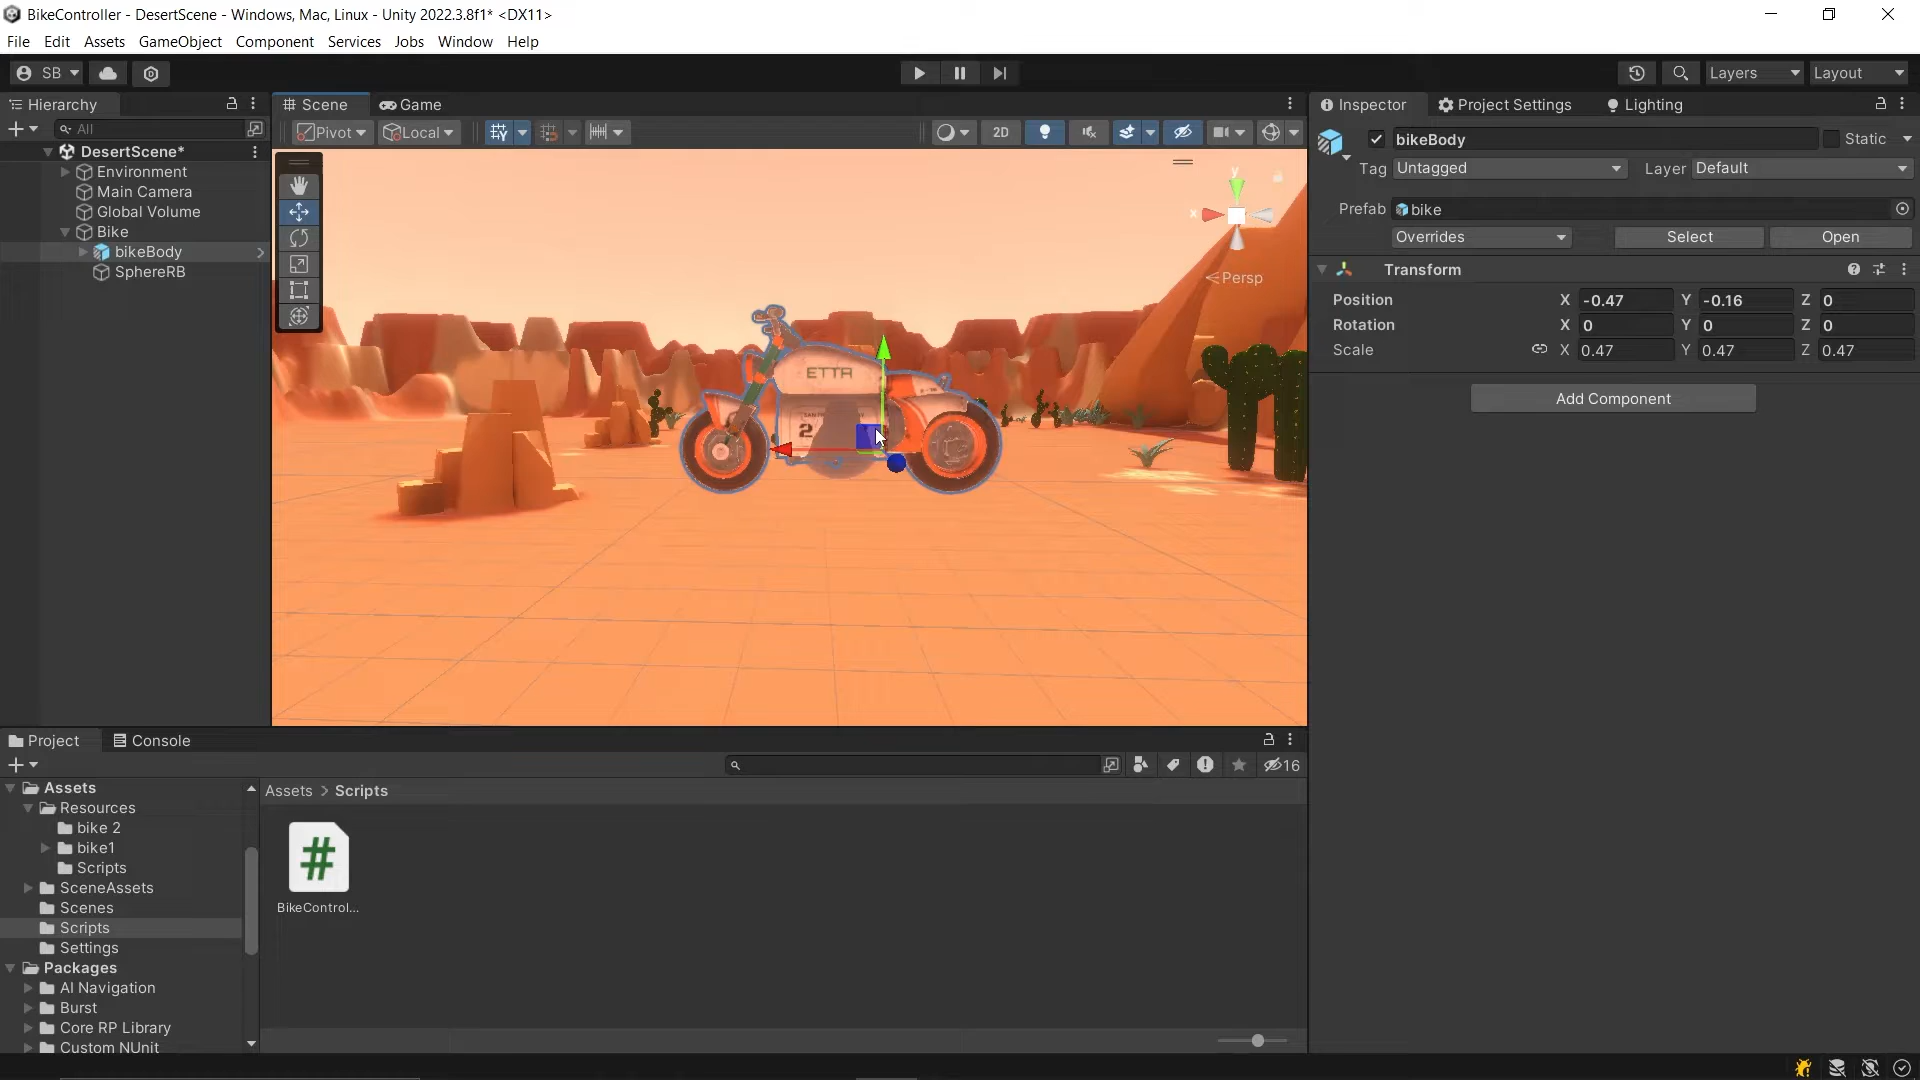 BikeController - DesertScene - Windows, Mac, Linux - Unity 2022.3.8f1* <DX11>
File Edit Assets GameObject Component Services Jobs Window Help
SB Layers Layout
Hierarchy
All
DesertScene*
Environment
Main Camera
Global Volume
Bike
bikeBody
SphereRB
Scene Game
Pivot Local 2D
y
x
Persp
ETTA
2
Inspector Project Settings Lighting
bikeBody Static
Tag Untagged Layer Default
Prefab bike
Overrides Select Open
Transform
Position X -0.47 Y -0.16 Z 0
Rotation X 0 Y 0 Z 0
Scale X 0.47 Y 0.47 Z 0.47
Add Component
Project Console
16
Assets
Resources
bike 2
bike1
Scripts
SceneAssets
Scenes
Scripts
Settings
Packages
AI Navigation
Burst
Core RP Library
Custom NUnit
Assets > Scripts
#
BikeControl...